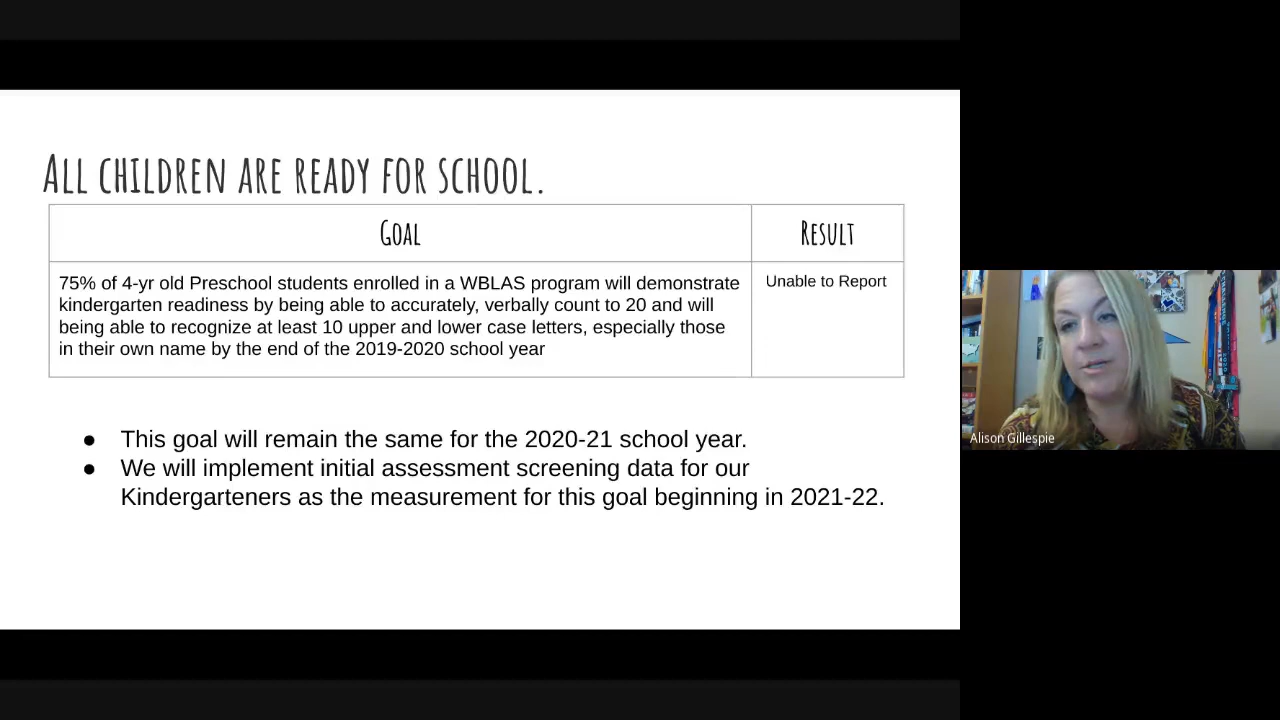 All children are ready for school.
Goal
Result
75% of 4-yr old Preschool students enrolled in a WBLAS program will demonstrate
kindergarten readiness by being able to accurately, verbally count to 20 and will
being able to recognize at least 10 upper and lower case letters, especially those
in their own name by the end of the 2019-2020 school year
Unable to Report
● This goal will remain the same for the 2020-21 school year.
● We will implement initial assessment screening data for our
Kindergarteners as the measurement for this goal beginning in 2021-22.
Alison Gillespie